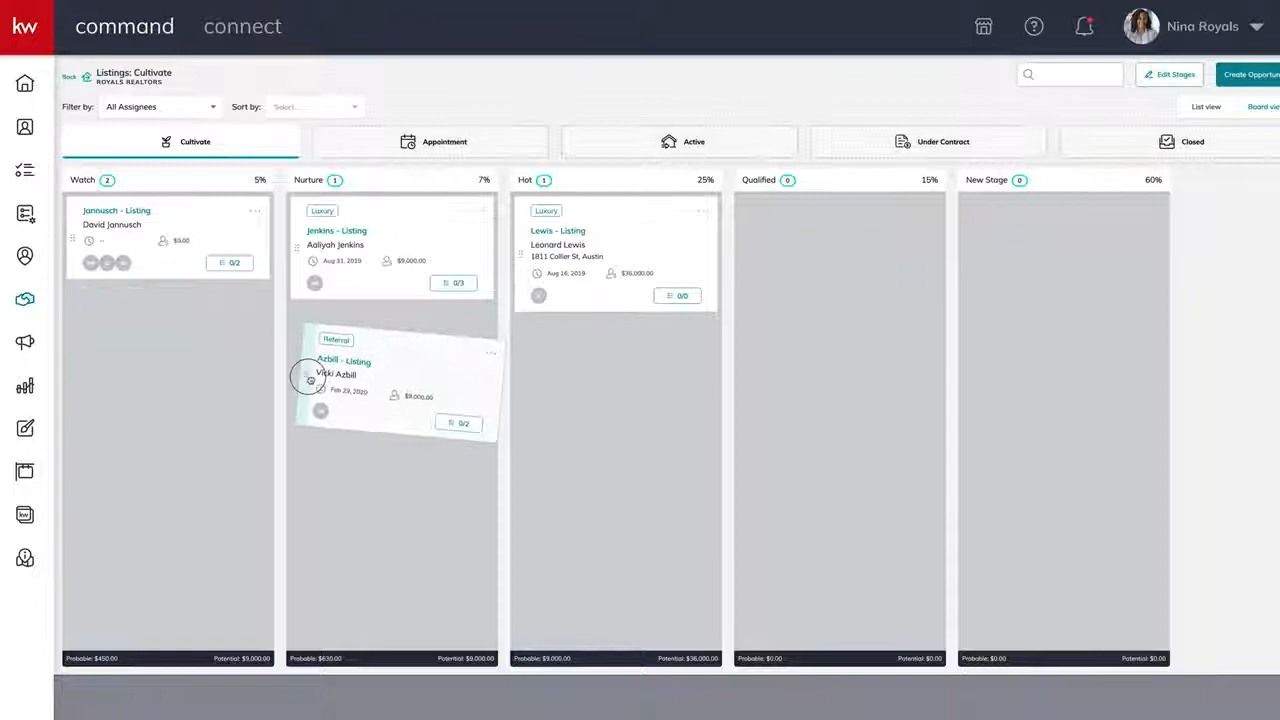 kw command connect Nina Royals
Back Listings: Cultivate
ROYALS REALTORS
Edit Stages Create Opportun
Filter by: All Assignees Sort by: Select...
List view Board vie
Cultivate Appointment Active Under Contract Closed
Watch 2 5% Nurture 1 7% Hot 1 25% Qualified 0 15% New Stage 0 60%
Jannusch - Listing
David Jannusch
-- $0.00
0/2
Luxury
Jenkins - Listing
Aaliyah Jenkins
Aug 31, 2019 $9,000.00
0/3
Referral
Azbill - Listing
Vicki Azbill
Feb 29, 2020 $9,000.00
0/2
Luxury
Lewis - Listing
Leonard Lewis
1811 Collier St, Austin
Aug 16, 2019 $36,000.00
0/0
Probable: $450.00 Potential: $9,000.00 Probable: $630.00 Potential: $9,000.00 Probable: $9,000.00 Potential: $36,000.00 Probable: $0.00 Potential: $0.00 Probable: $0.00 Potential: $0.00
kw